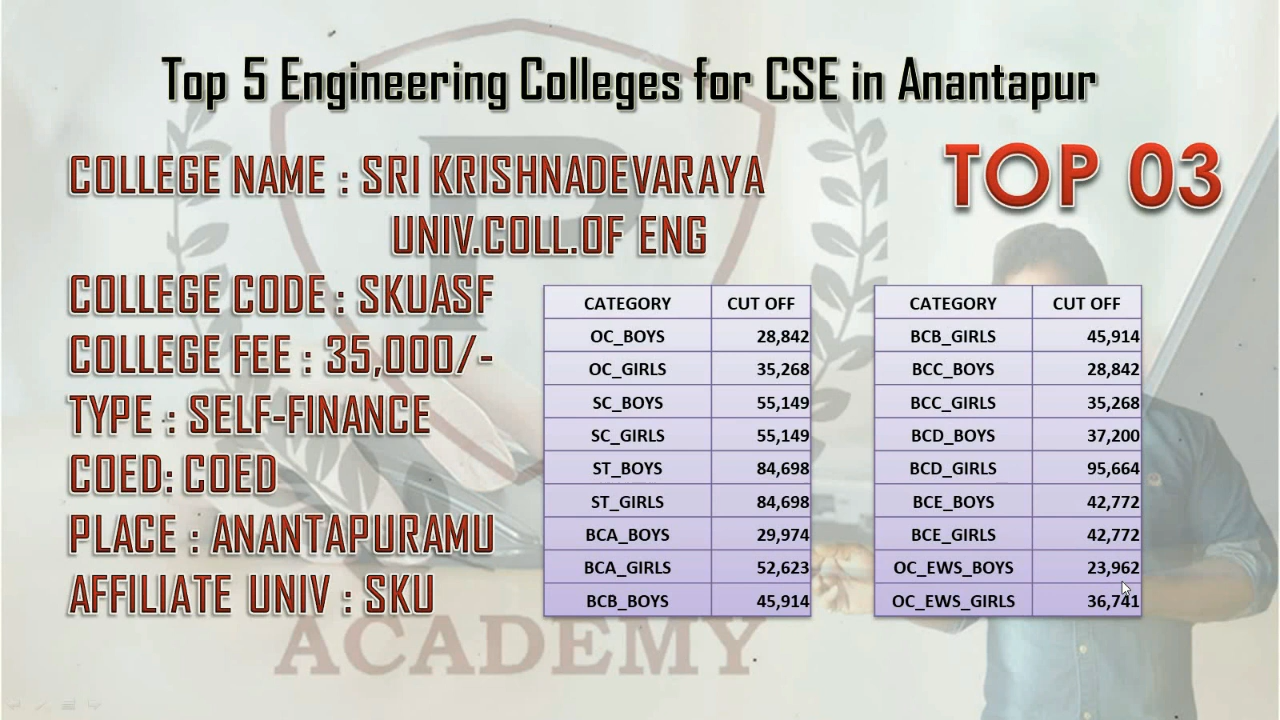 Top 5 Engineering Colleges for CSE in Anantapur
TOP 03
COLLEGE NAME : SRI KRISHNADEVARAYA
UNIV.COLL.OF ENG
COLLEGE CODE : SKUASF
COLLEGE FEE : 35,000/-
TYPE : SELF-FINANCE
COED: COED
PLACE : ANANTAPURAMU
AFFILIATE UNIV : SKU
CATEGORY CUT OFF
OC_BOYS 28,842
OC_GIRLS 35,268
SC_BOYS 55,149
SC_GIRLS 55,149
ST_BOYS 84,698
ST_GIRLS 84,698
BCA_BOYS 29,974
BCA_GIRLS 52,623
BCB_BOYS 45,914
CATEGORY CUT OFF
BCB_GIRLS 45,914
BCC_BOYS 28,842
BCC_GIRLS 35,268
BCD_BOYS 37,200
BCD_GIRLS 95,664
BCE_BOYS 42,772
BCE_GIRLS 42,772
OC_EWS_BOYS 23,962
OC_EWS_GIRLS 36,741
ACADEMY